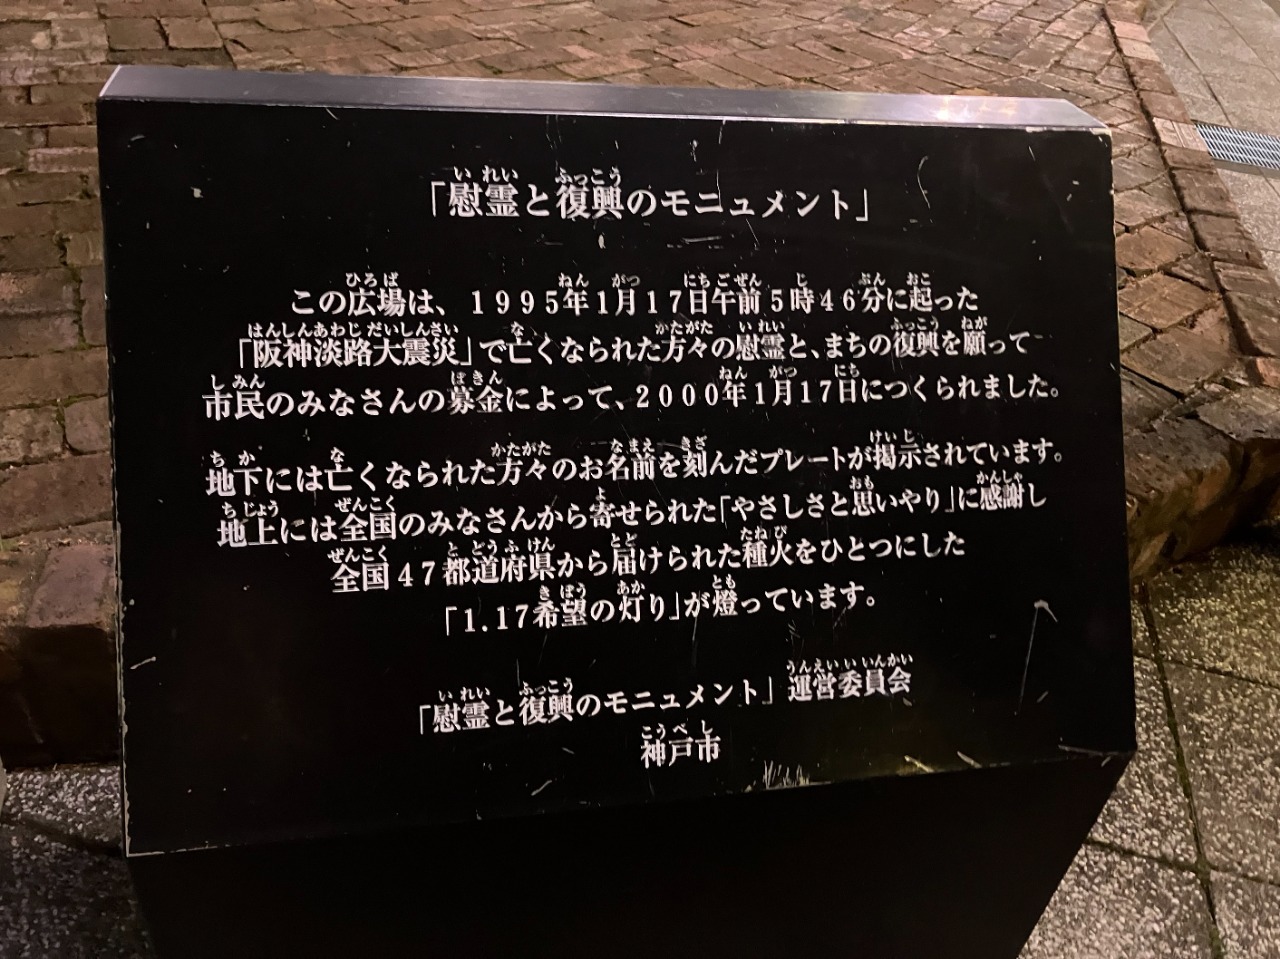 「慰霊と復興のモニュメント」
この広場は、1995年1月17日午前5時46分に起った
「阪神淡路大震災」で亡くなられた方々の慰霊と、まちの復興を願って
市民のみなさんの募金によって、2000年1月17日につくられました。
地下には亡くなられた方々のお名前を刻んだプレートが掲示されています。
地上には全国のみなさんから寄せられた「やさしさと思いやり」に感謝し
全国47都道府県から届けられた種火をひとつにした
「1.17希望の灯り」が燈っています。
「慰霊と復興のモニュメント」運営委員会
神戸市